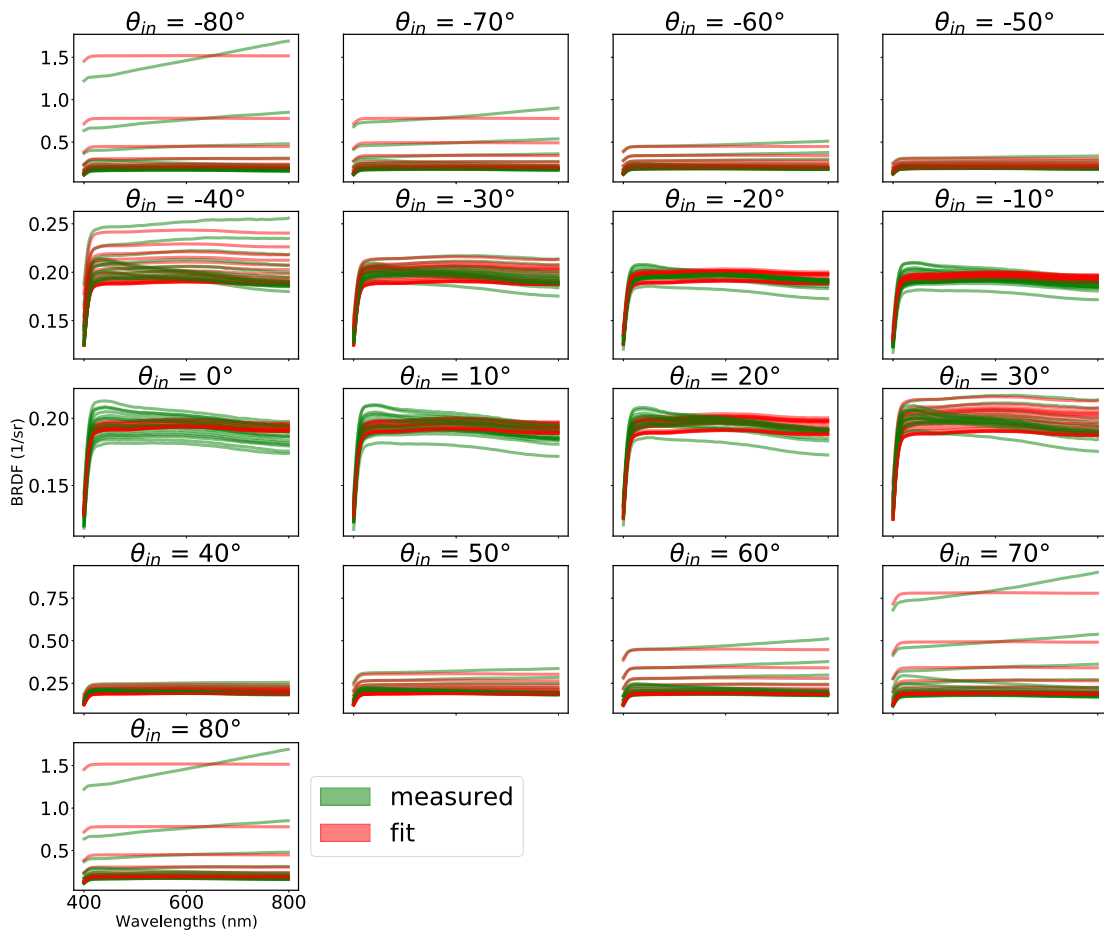 θin = -80° θin = -70° θin = -60° θin = -50°
1.5
1.0
0.5
θin = -40° θin = -30° θin = -20° θin = -10°
0.25
0.20
0.15
θin = 0° θin = 10° θin = 20° θin = 30°
0.20
0.15
BRDF (1/sr)
θin = 40° θin = 50° θin = 60° θin = 70°
0.75
0.50
0.25
θin = 80°
1.5
1.0
0.5
400 600 800
Wavelengths (nm)
measured
fit